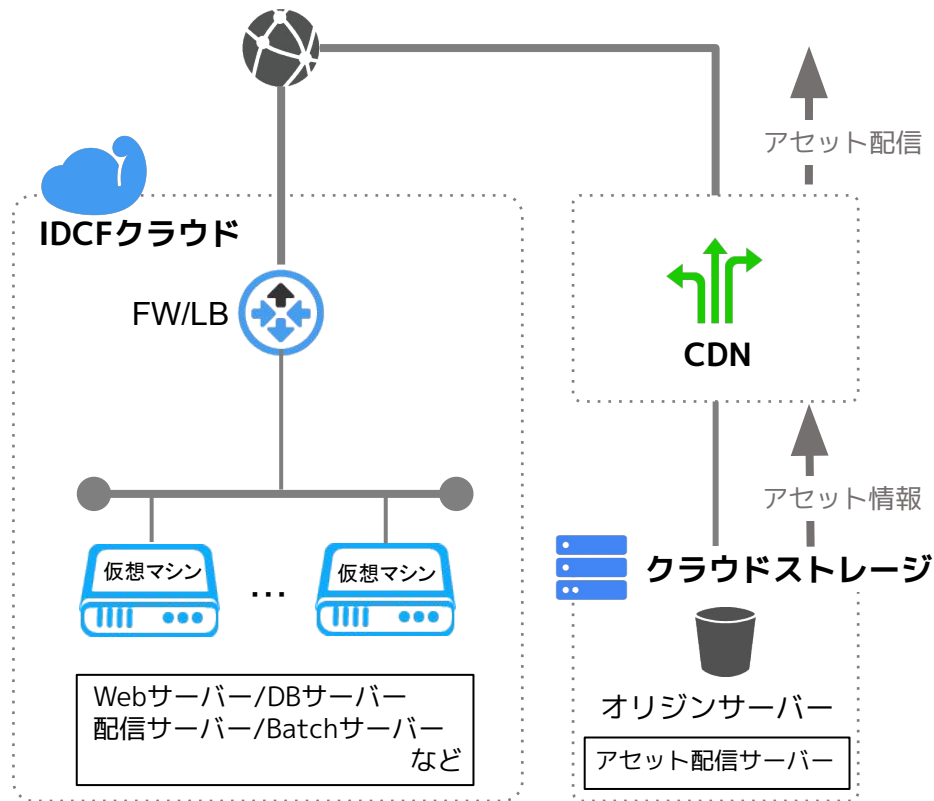 アセット配信
IDCFクラウド
FW/LB
CDN
アセット情報
仮想マシン
...
仮想マシン
クラウドストレージ
Webサーバー/DBサーバー
配信サーバー/Batchサーバー
など
オリジンサーバー
アセット配信サーバー